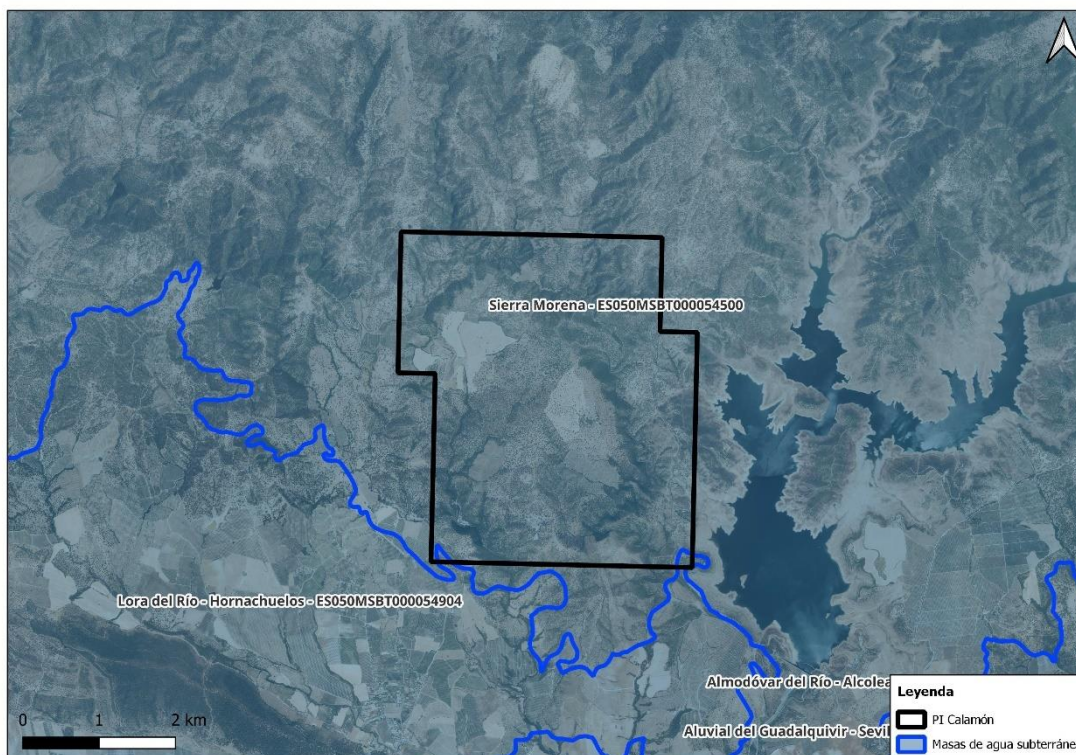 Sierra Morena - ES050MSBT000054500
Lora del Río - Hornachuelos - ES050MSBT000054904
Almodóvar del Río - Alcolea
Aluvial del Guadalquivir - Sevil
Leyenda
PI Calamón
Masas de agua subterráne
0 1 2 km